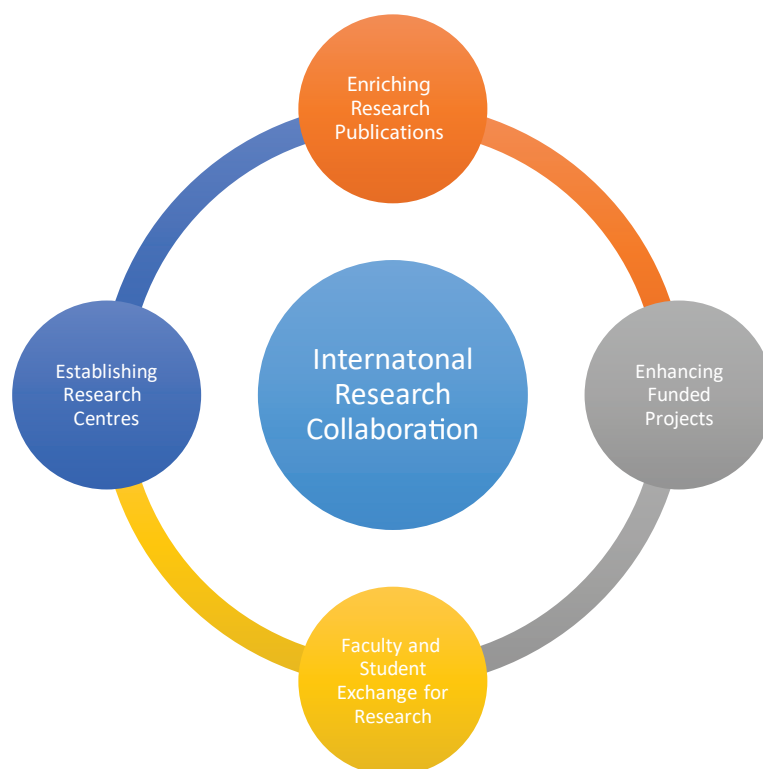 Enriching
Research
Publications
Internatonal
Research
Collaboration
Establishing
Research
Centres
Enhancing
Funded
Projects
Faculty and
Student
Exchange for
Research